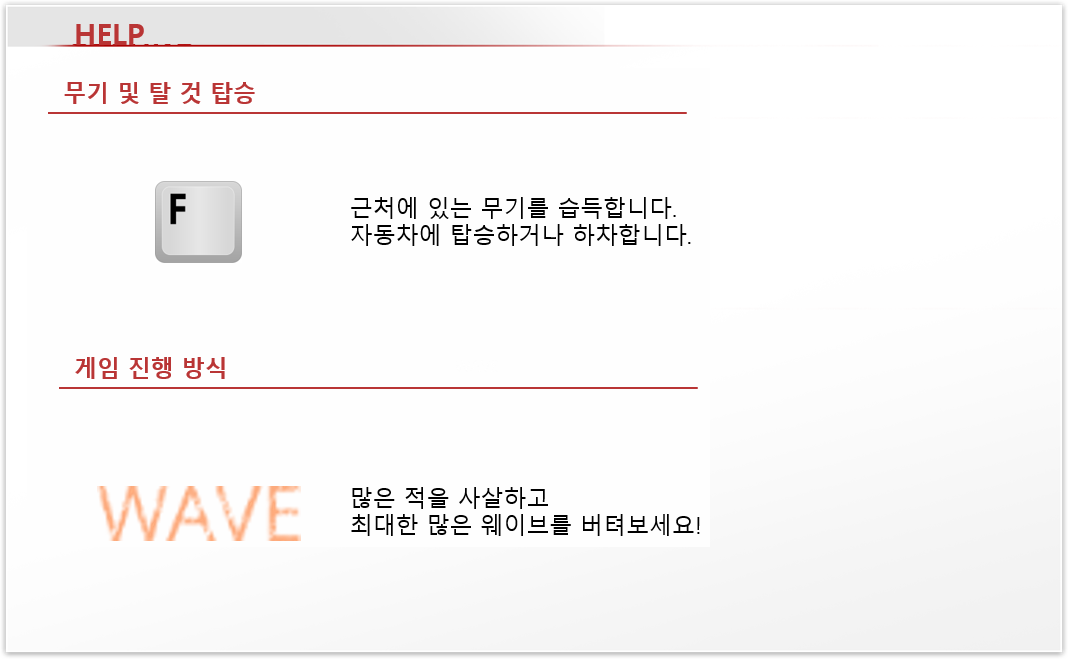 HELP
무기 및 탈 것 탑승
F
근처에 있는 무기를 습득합니다.
자동차에 탑승하거나 하차합니다.
게임 진행 방식
WAVE
많은 적을 사살하고
최대한 많은 웨이브를 버텨보세요!